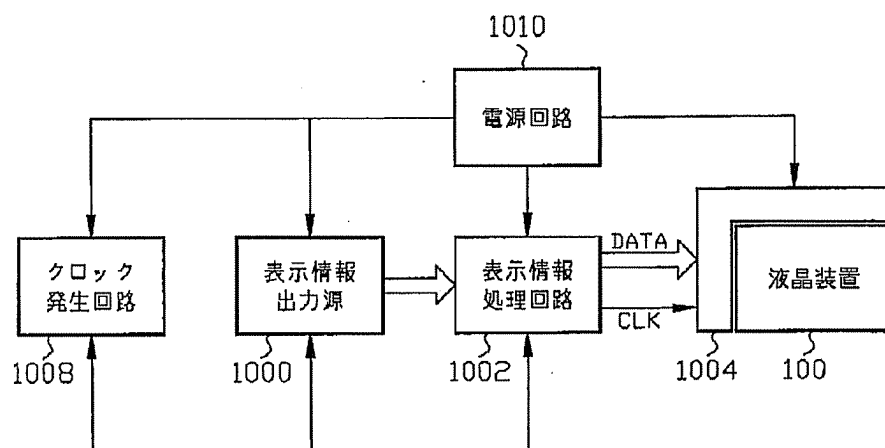 1010
電源回路
クロック
発生回路
表示情報
出力源
表示情報
処理回路
DATA
CLK
液晶装置
1008
1000
1002
1004
100